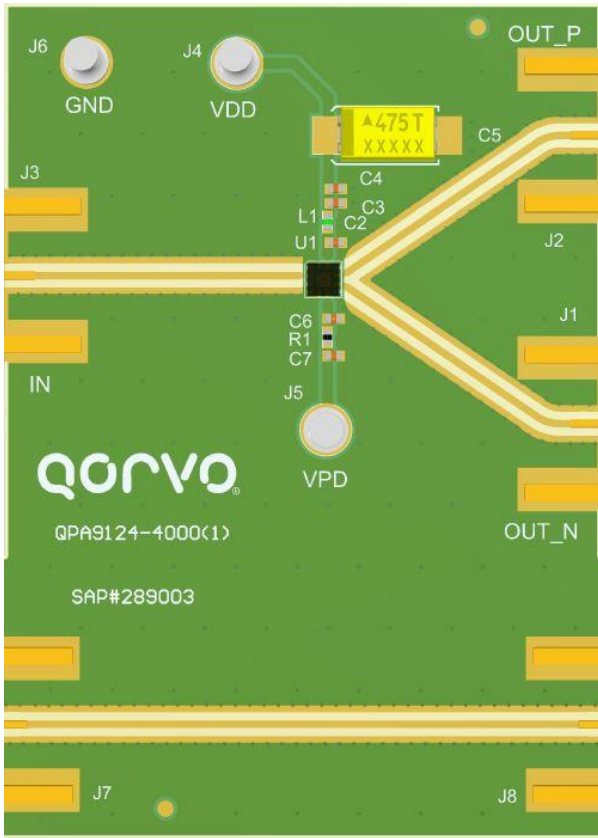 OUT_P
J6
J4
GND
VDD
475T
XXXXX
C5
J3
C4
C3
L1
C2
U1
J2
C6
J1
R1
C7
IN
J5
VPD
QORVO
®
QPA9124-4000(1)
OUT_N
SAP#289003
J7
J8